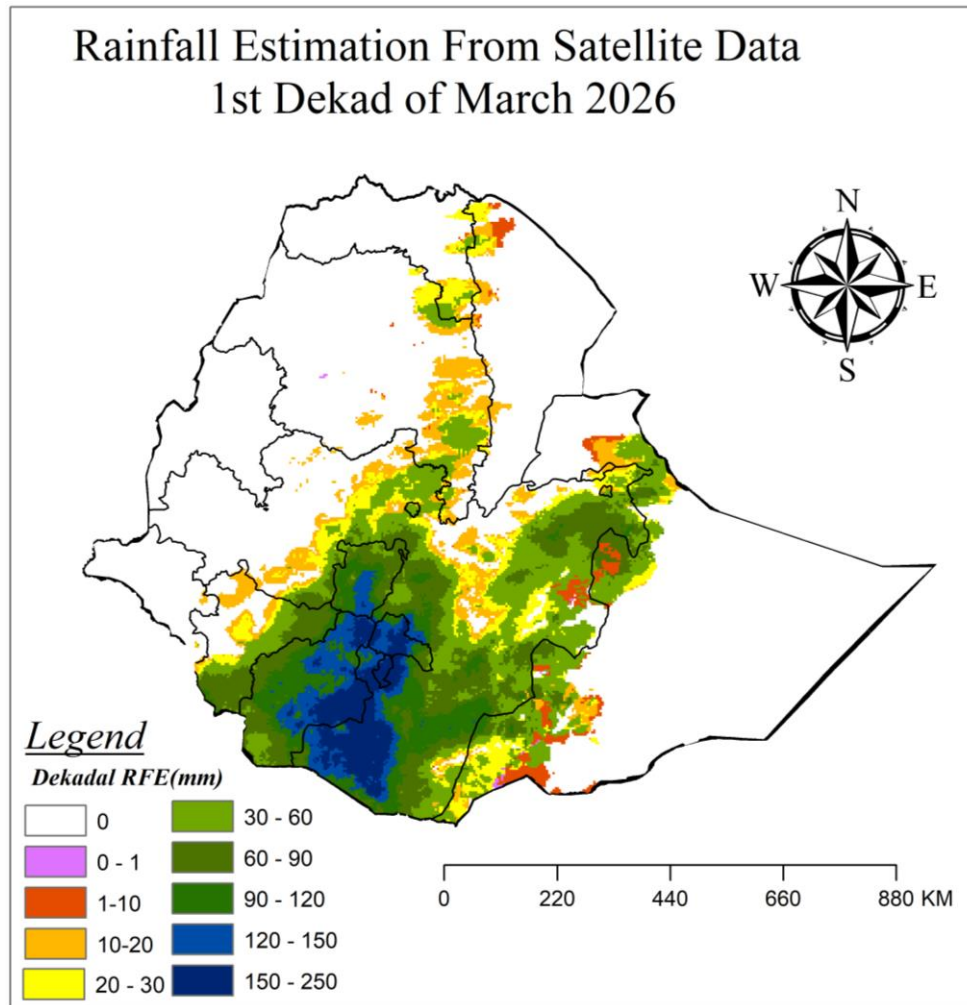 Rainfall Estimation From Satellite Data
1st Dekad of March 2026
N
W E
S
Legend
Dekadal RFE(mm)
0
0 - 1
1-10
10-20
20 - 30
30 - 60
60 - 90
90 - 120
120 - 150
150 - 250
0 220 440 660 880 KM